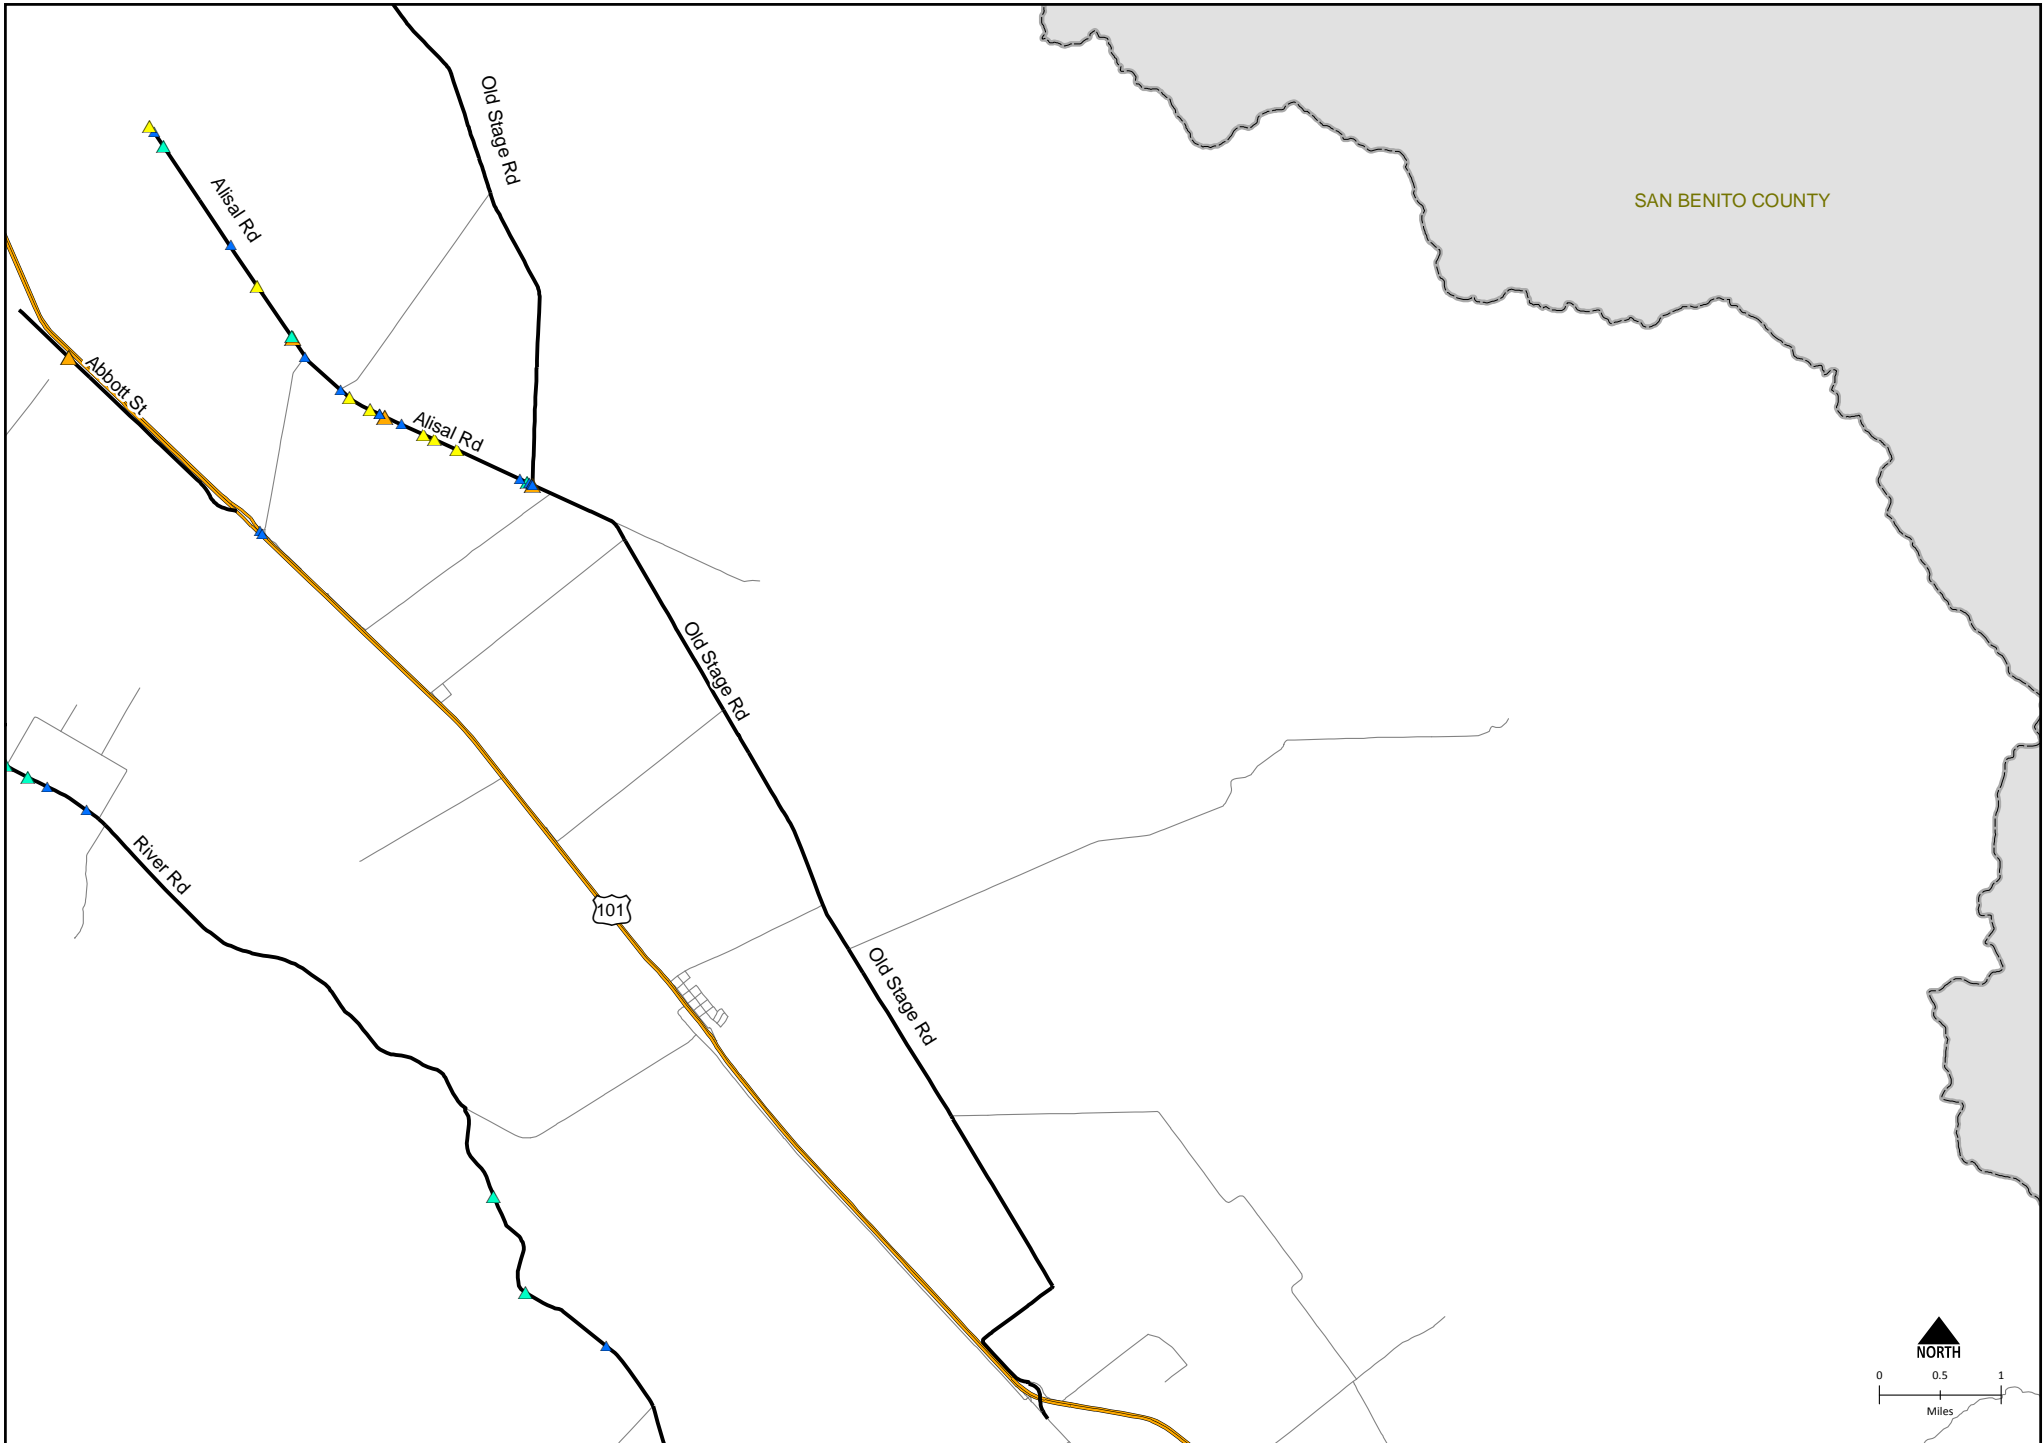 Old Stage Rd
Alisal Rd
SAN BENITO COUNTY
Abbott St
Alisal Rd
Old Stage Rd
River Rd
101
Old Stage Rd
NORTH
0 0.5 1
Miles